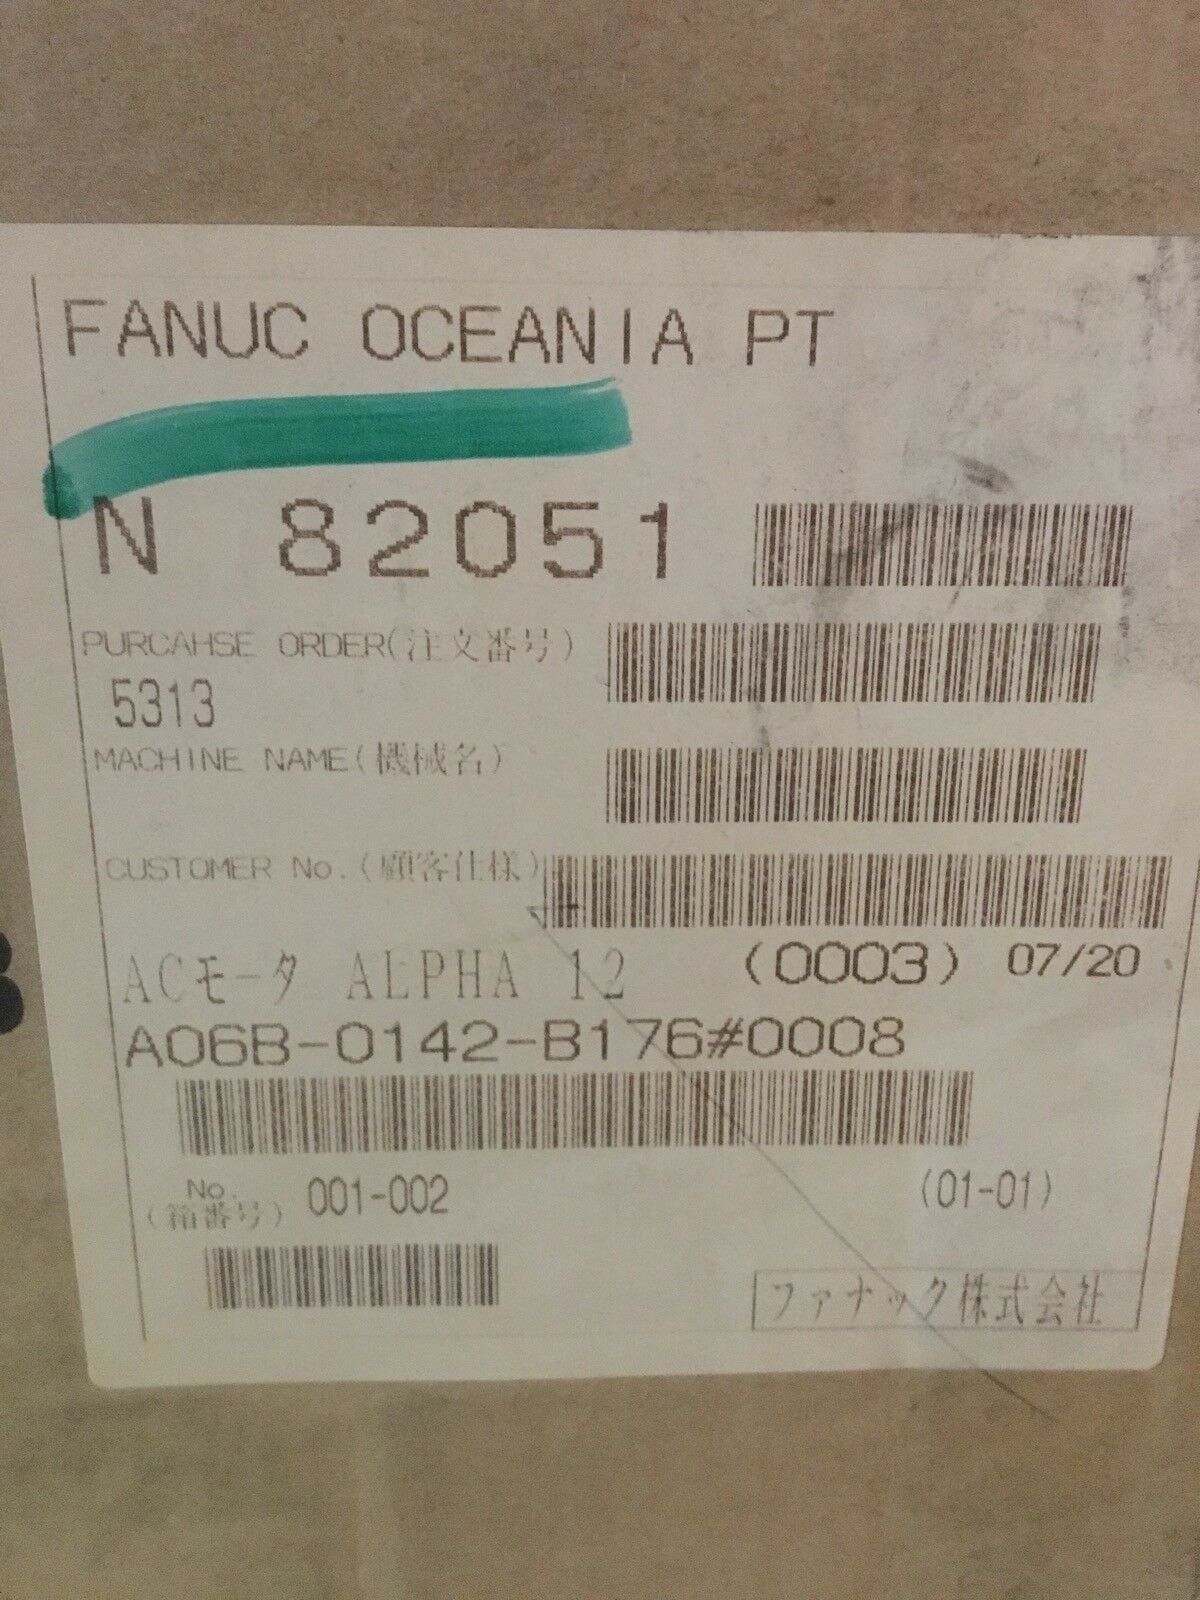 FANUC OCEANIA PT
N 82051
PURCAHSE ORDER(注文番号)
5313
MACHINE NAME(機械名)
CUSTOMER No.(顧客仕様)
ACモータ ALPHA 12 (0003) 07/20
A06B-0142-B176#0008
No. 001-002 (01-01)
(箱番号)
ファナック株式会社